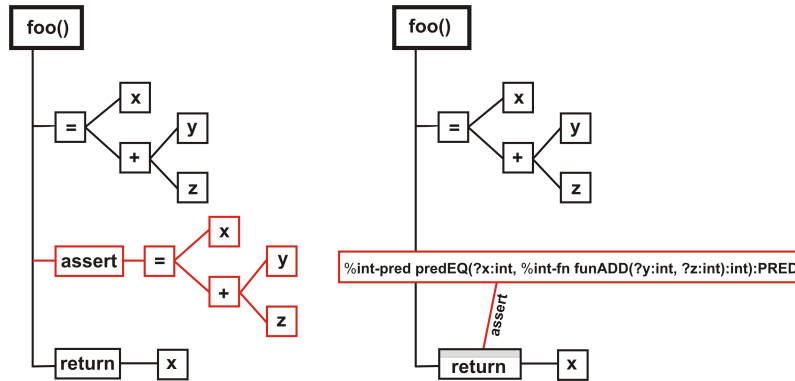 foo()
x
=
y
+
z
x
assert
=
y
+
z
return
x
foo()
x
=
y
+
z
%int-pred predEQ(?x:int, %int-fn funADD(?y:int, ?z:int):int):PRED
assert
return
x